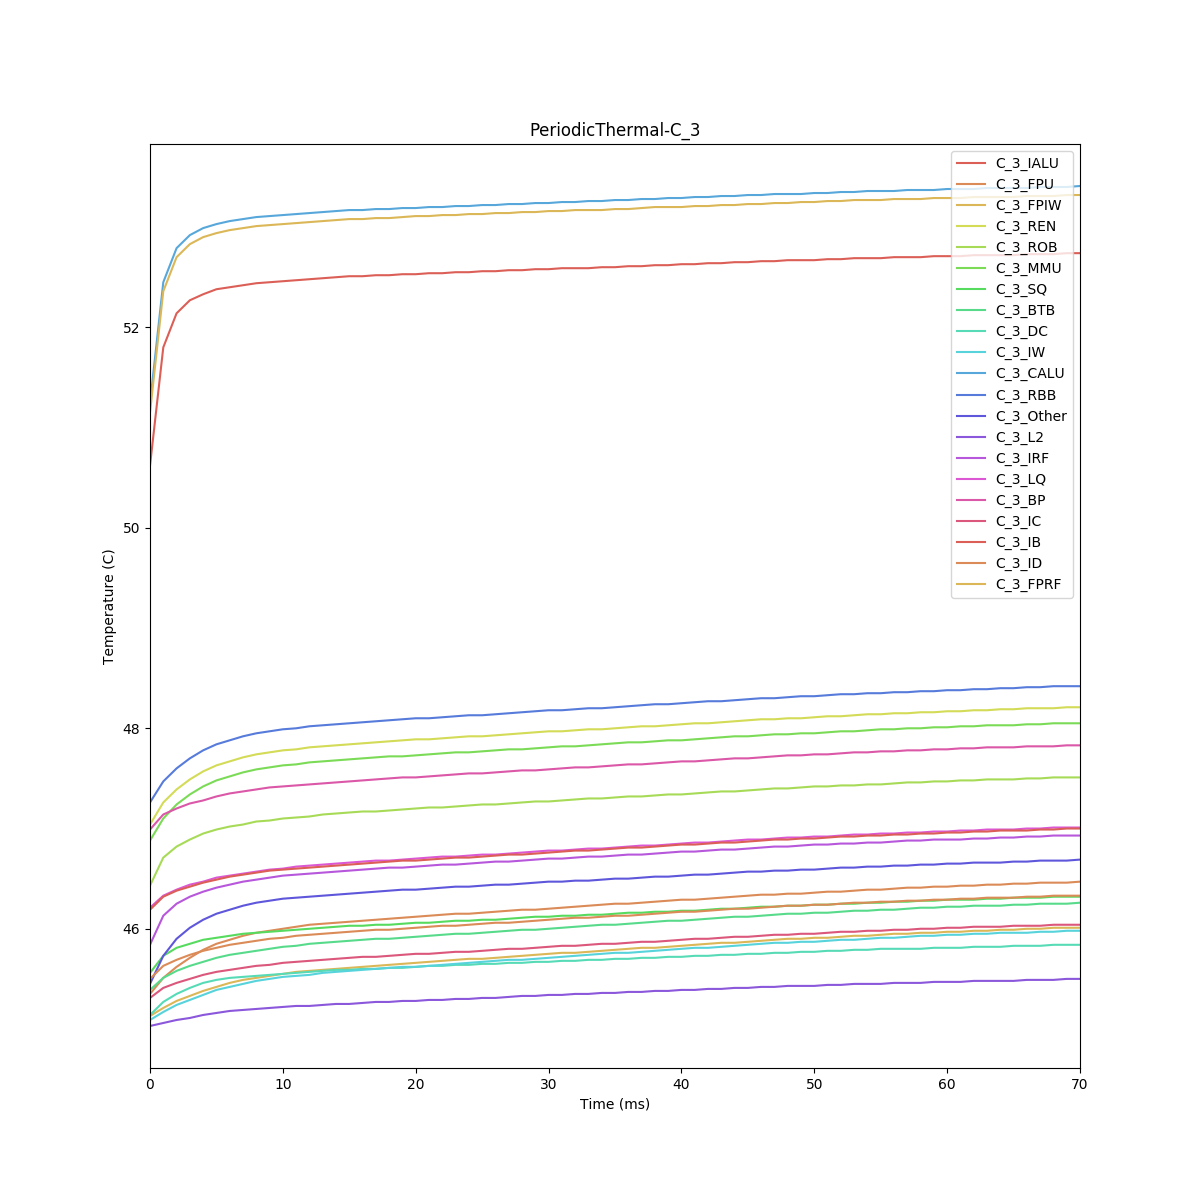 PeriodicThermal-C_3
C_3_IALU
C_3_FPU
C_3_FPIW
C_3_REN
C_3_ROB
C_3_MMU
C_3_SQ
C_3_BTB
C_3_DC
C_3_IW
C_3_CALU
C_3_RBB
C_3_Other
C_3_L2
C_3_IRF
C_3_LQ
C_3_BP
C_3_IC
C_3_IB
C_3_ID
C_3_FPRF
52
50
48
46
Temperature (C)
0 10 20 30 40 50 60 70
Time (ms)